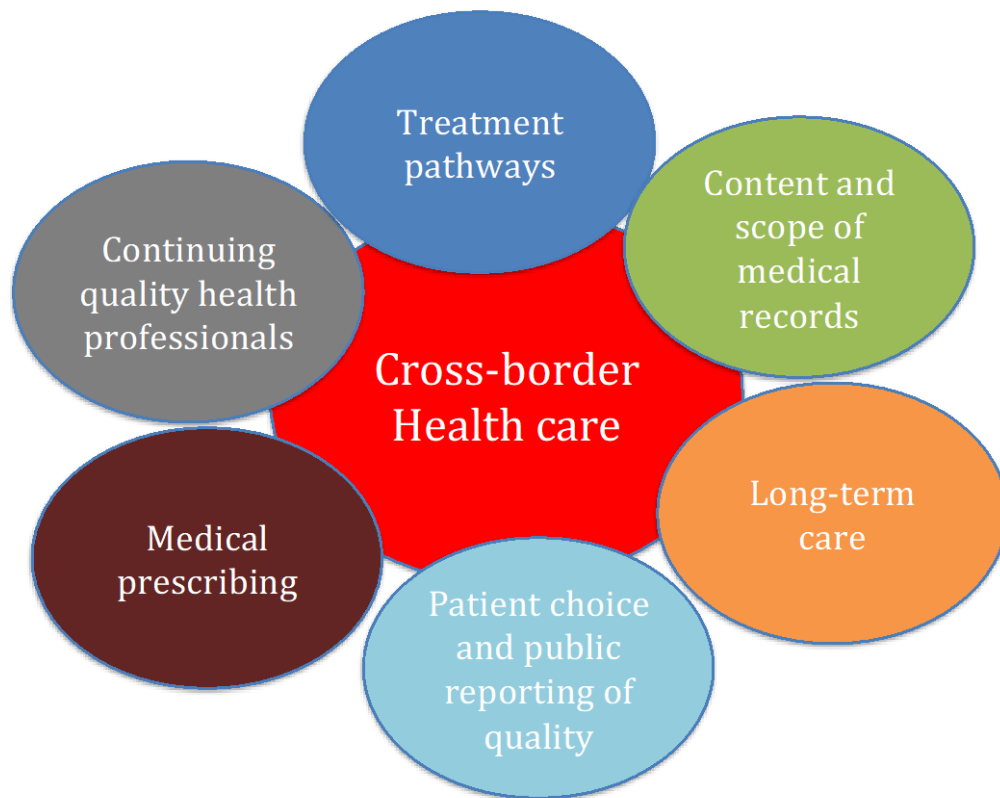 Treatment
pathways
Content and
scope of
medical
records
Continuing
quality health
professionals
Cross-border
Health care
Long-term
care
Medical
prescribing
Patient choice
and public
reporting of
quality